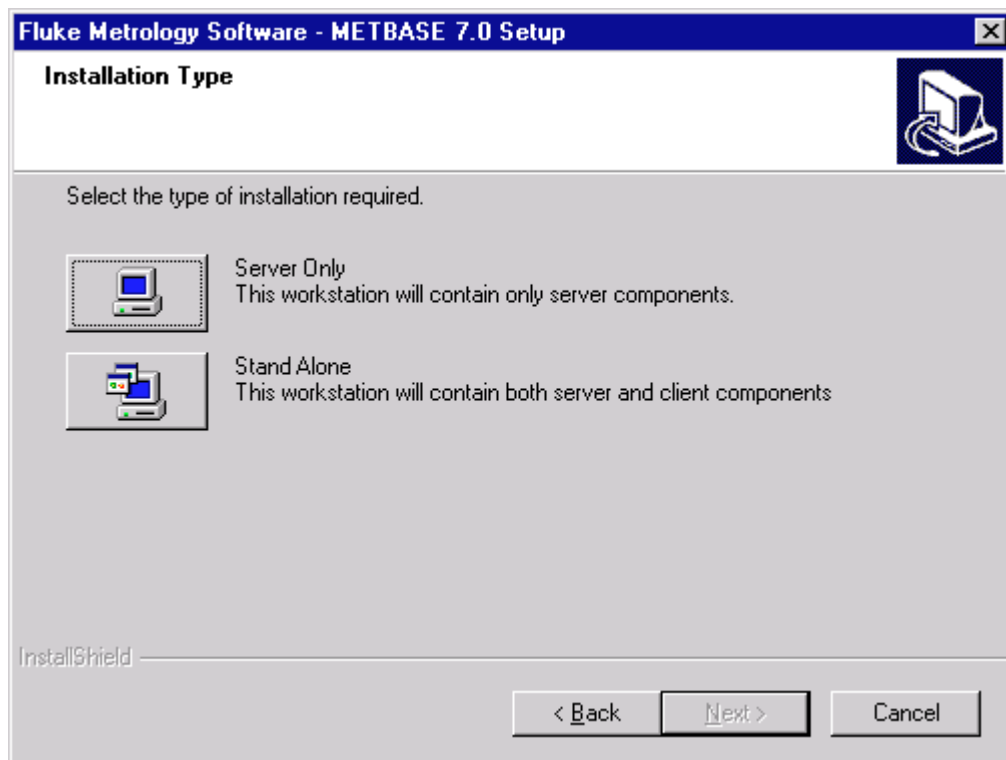 Fluke Metrology Software - METBASE 7.0 Setup
Installation Type
Select the type of installation required.
Server Only
This workstation will contain only server components.
Stand Alone
This workstation will contain both server and client components
InstallShield
< Back
Next >
Cancel